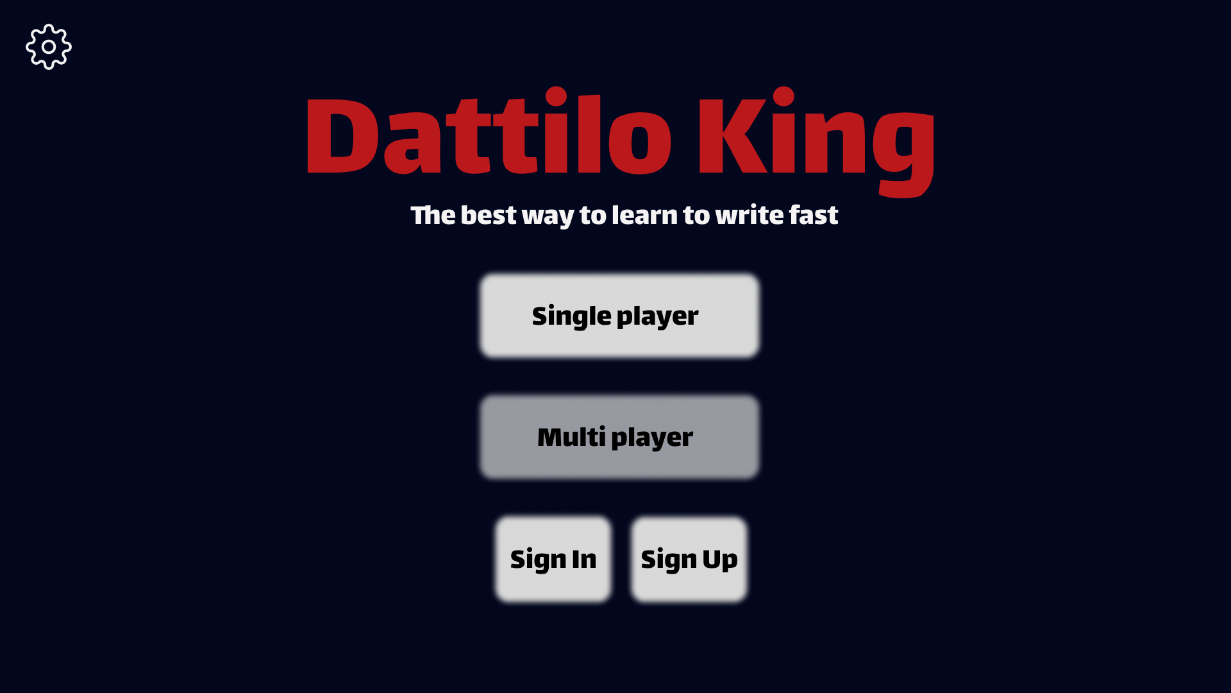 Dattilo King
The best way to learn to write fast
Single player
Multi player
Sign In
Sign Up